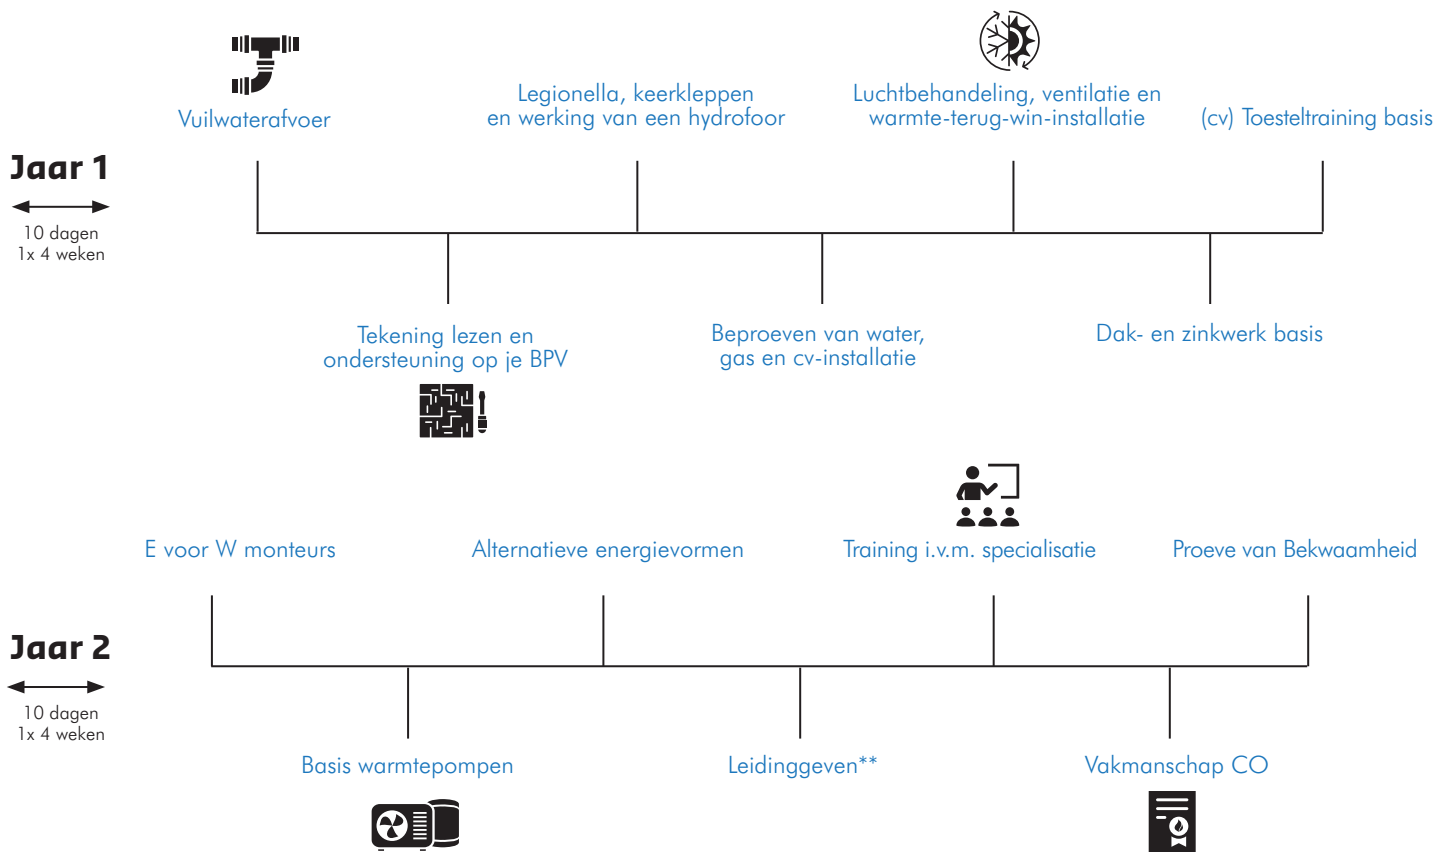 Vuilwaterafvoer
Legionella, keerkleppen
en werking van een hydrofoor
Luchtbehandeling, ventilatie en
warmte-terug-win-installatie
(cv) Toesteltraining basis
Jaar 1
10 dagen
1x 4 weken
Tekening lezen en
ondersteuning op je BPV
Beproeven van water,
gas en cv-installatie
Dak- en zinkwerk basis
E voor W monteurs
Alternatieve energievormen
Training i.v.m. specialisatie
Proeve van Bekwaamheid
Jaar 2
10 dagen
1x 4 weken
Basis warmtepompen
Leidinggeven**
Vakmanschap CO